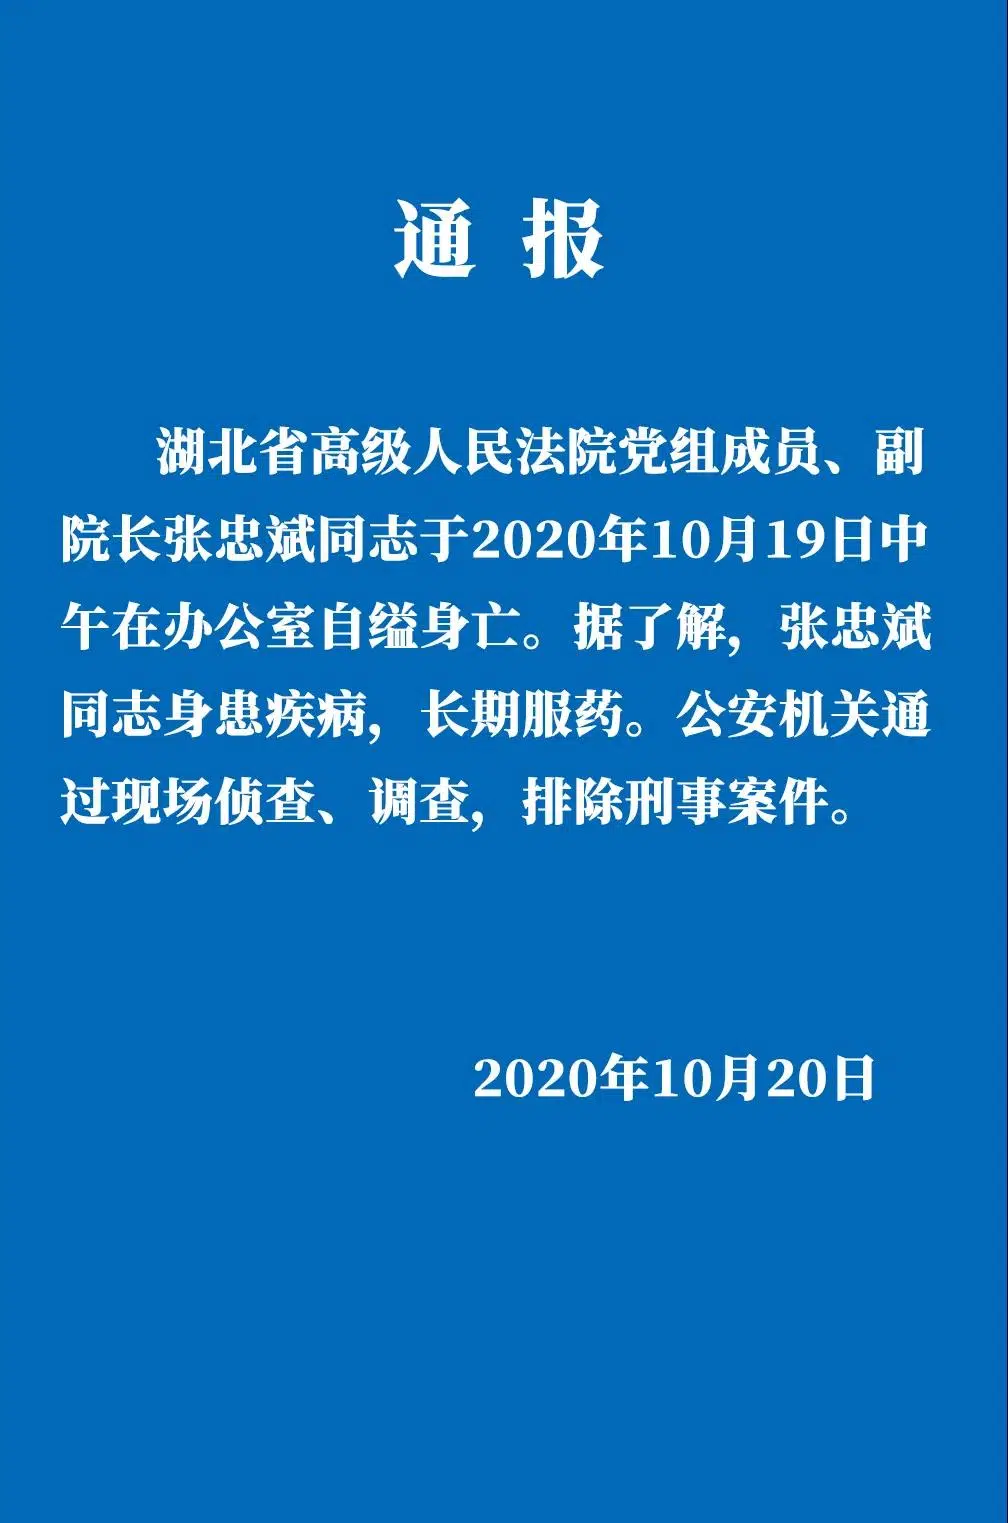 通 报
湖北省高级人民法院党组成员、副
院长张忠斌同志于2020年10月19日中
午在办公室自缢身亡。据了解，张忠斌
同志身患疾病，长期服药。公安机关通
过现场侦查、调查，排除刑事案件。
2020年10月20日